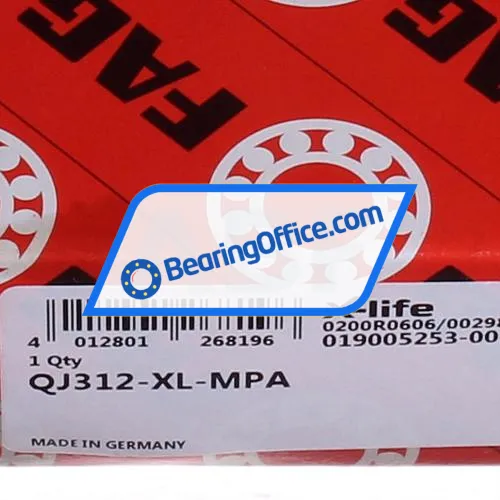 FAG
FAG
BearingOffice.com
X-life
4 012801 268196
0200R0606/00298
019005253-00
1 Qty
QJ312-XL-MPA
MADE IN GERMANY